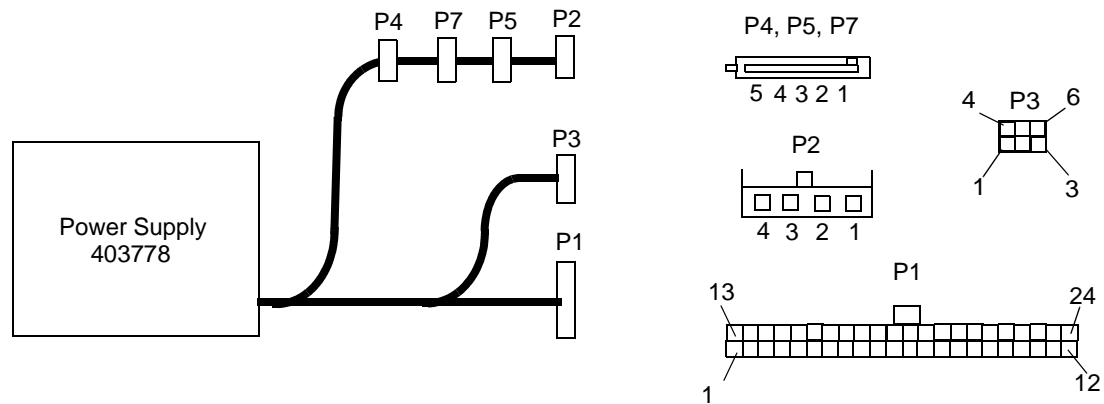 P4 P7 P5 P2
P3
P1
Power Supply
403778
P4, P5, P7
5 4 3 2 1
P2
4 3 2 1
4 P3 6
1 3
P1
13 24
1 12